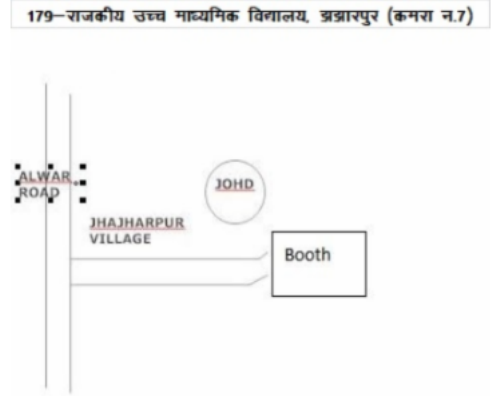 179–राजकीय उच्च माध्यमिक विद्यालय, झझारपुर (कमरा न.7)
ALWAR
ROAD
JOHD
JHAJHARPUR
VILLAGE
Booth